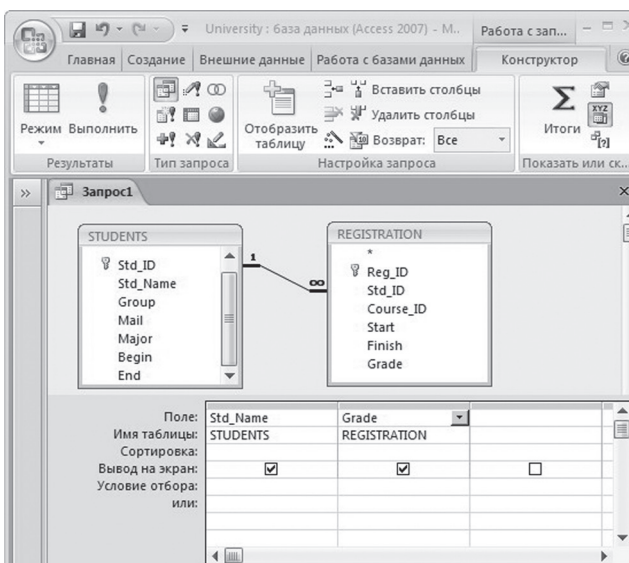 University : база данных (Access 2007) - М..
Работа с зап...
Главная Создание Внешние данные Работа с базами данных Конструктор
Режим Выполнить
Отобразить таблицу
Вставить столбцы
Удалить столбцы
Возврат: Все
Итоги
XYZ
Результаты Тип запроса Настройка запроса Показать или ск...
Запрос1
STUDENTS
Std_ID
Std_Name
Group
Mail
Major
Begin
End
1
∞
REGISTRATION
*
Reg_ID
Std_ID
Course_ID
Start
Finish
Grade
Поле: Std_Name Grade
Имя таблицы: STUDENTS REGISTRATION
Сортировка:
Вывод на экран:
Условие отбора:
или: